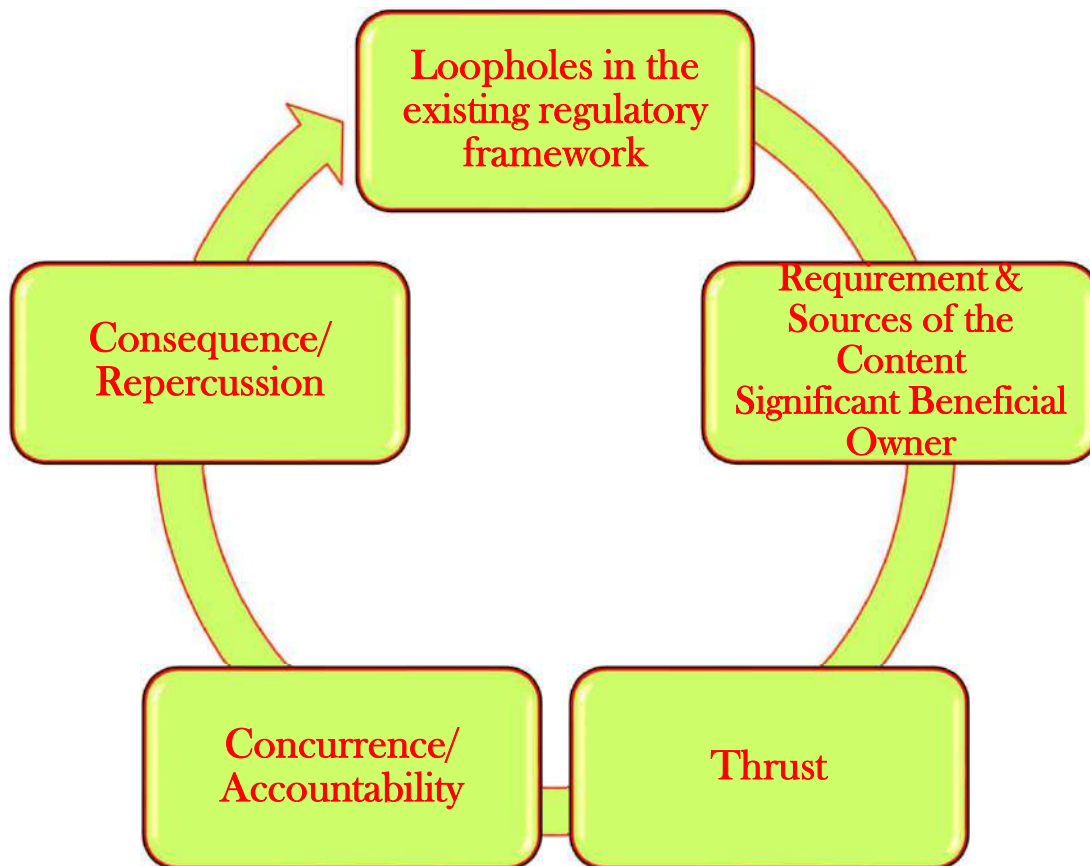 Loopholes in the
existing regulatory
framework
Requirement &
Sources of the
Content
Significant Beneficial
Owner
Thrust
Concurrence/
Accountability
Consequence/
Repercussion